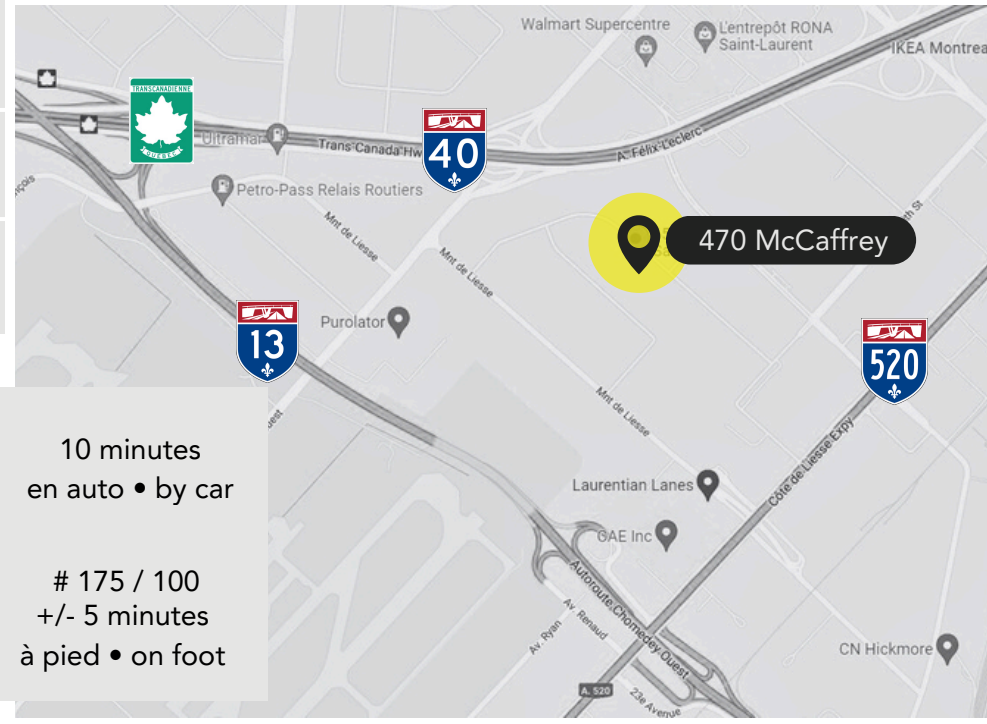 Walmart Supercentre
L'entrepôt RONA
Saint-Laurent
IKEA Montrea
TRANSCANADIENNE
QUÉBEC
Ultramar
Trans-Canada Hw
40
A. Félix-Leclerc
Petro-Pass Relais Routiers
Mnt de Liesse
Mnt de Liesse
470 McCaffrey
Purolator
13
520
Mnt de Liesse
10 minutes
en auto • by car
Laurentian Lanes
Côte de Liesse Expy
CAE Inc
# 175 / 100
+/- 5 minutes
à pied • on foot
Autoroute Chomedey Ouest
Av. Renaud
Av. Ryan
CN Hickmore
A. 520
23e Avenue